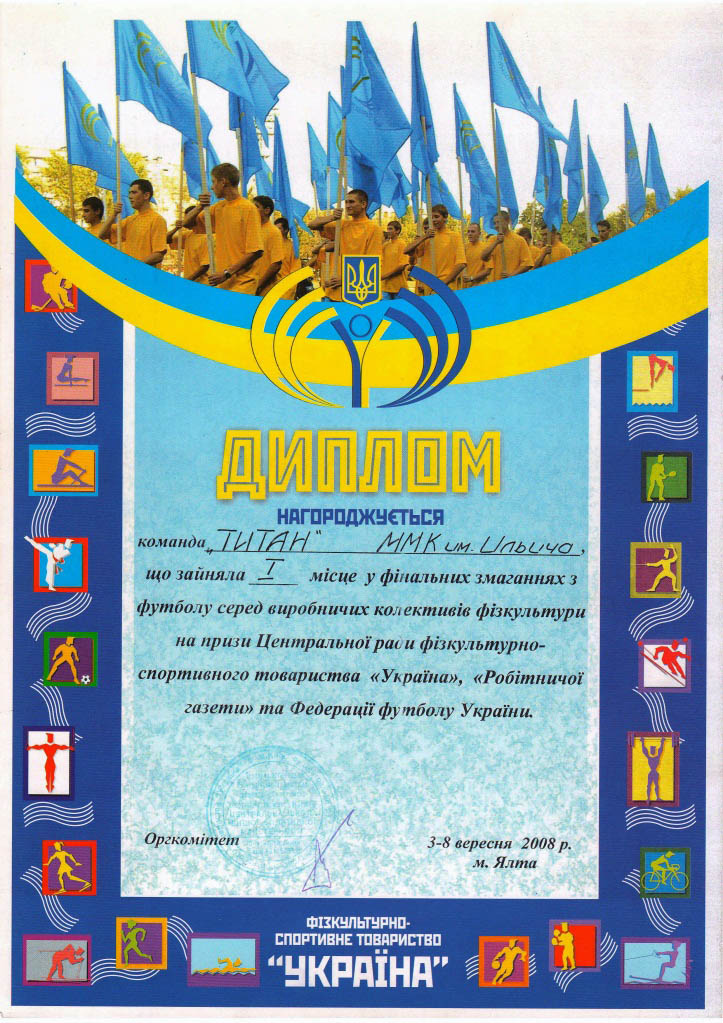 ДИПЛОМ
НАГОРОДЖУЄТЬСЯ
команда „ТИТАН" ММК им. Ильича,
що зайняла I місце у фінальних змаганнях з
футболу серед виробничих колективів фізкультури
на призи Центральної ради фізкультурно-
спортивного товариства «Україна», «Робітничої
газети» та Федерації футболу України.
Оргкомітет
3-8 вересня 2008 р.
м. Ялта
ФІЗКУЛЬТУРНО-
СПОРТИВНЕ ТОВАРИСТВО
"УКРАЇНА"